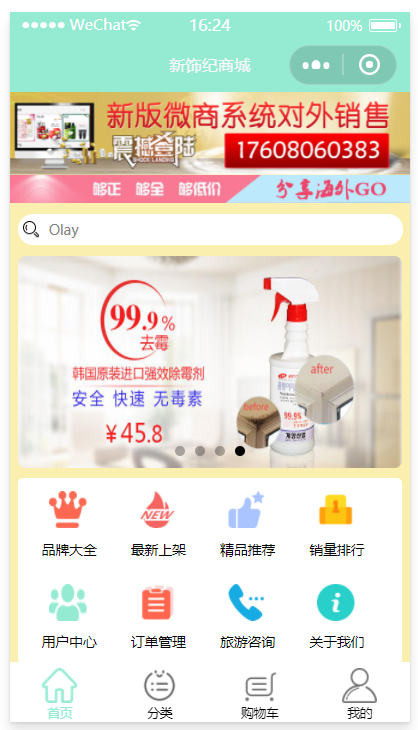 WeChat 16:24 100%
新饰纪商城
新版微商系统对外销售
震撼登陆
SHOCK LANDING
17608060383
够正 够全 够低价 分享海外GO
Olay
99.9%
去霉
韩国原装进口强效除霉剂
安全 快速 无毒素
¥45.8
before
after
99.9%
品牌大全 最新上架 精品推荐 销量排行
NEW
1
用户中心 订单管理 旅游咨询 关于我们
首页 分类 购物车 我的